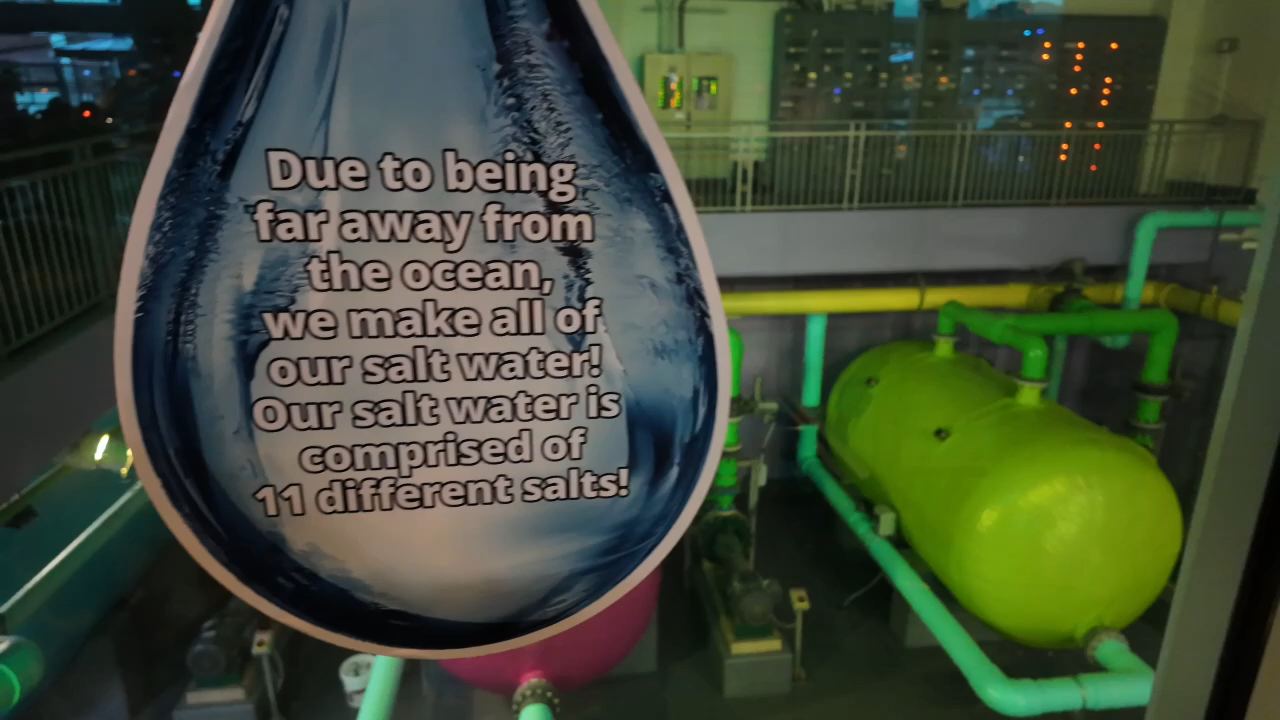 Due to being
far away from
the ocean,
we make all of
our salt water!
Our salt water is
comprised of
11 different salts!